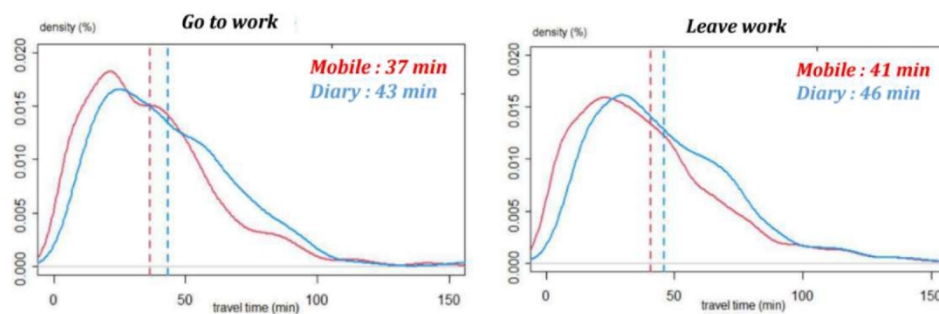 Go to work
density (%)
Mobile : 37 min
Diary : 43 min
0.020
0.015
0.010
0.005
0.000
0
50
100
150
travel time (min)
Leave work
density (%)
Mobile : 41 min
Diary : 46 min
0.020
0.015
0.010
0.005
0.000
0
50
100
150
travel time (min)